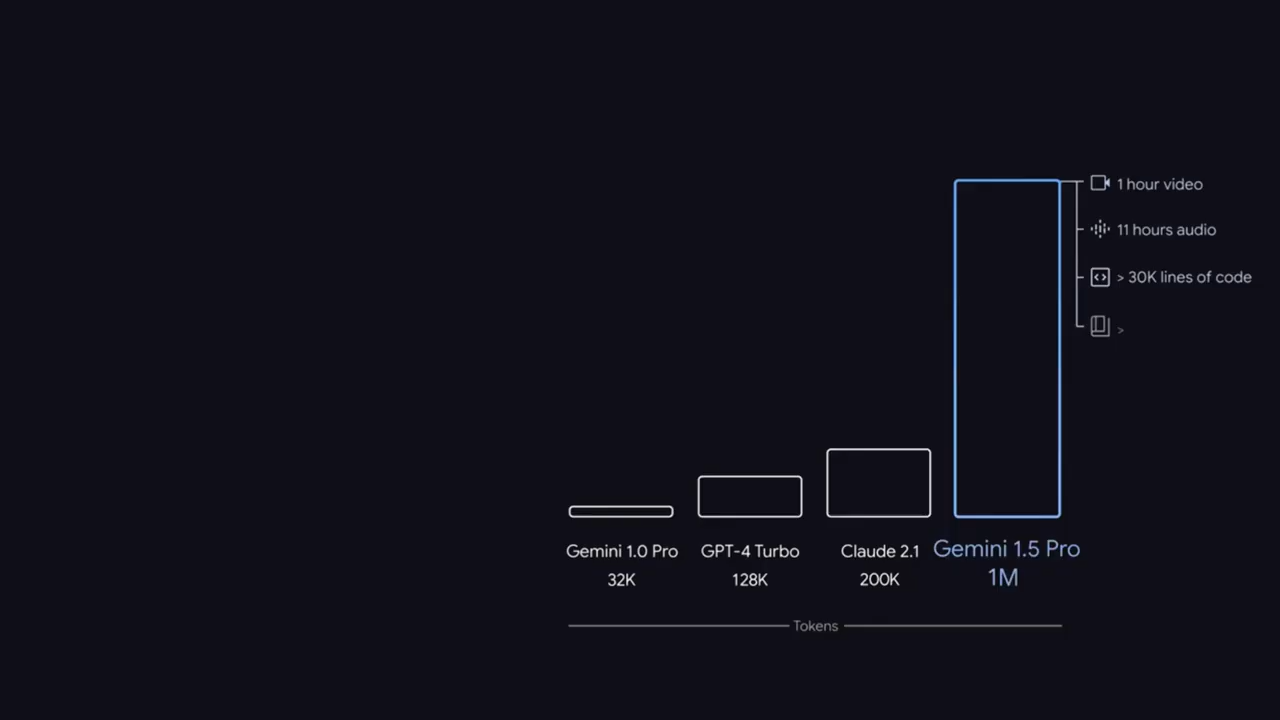 1 hour video
11 hours audio
> 30K lines of code
>
Gemini 1.0 Pro
32K
GPT-4 Turbo
128K
Claude 2.1
200K
Gemini 1.5 Pro
1M
Tokens